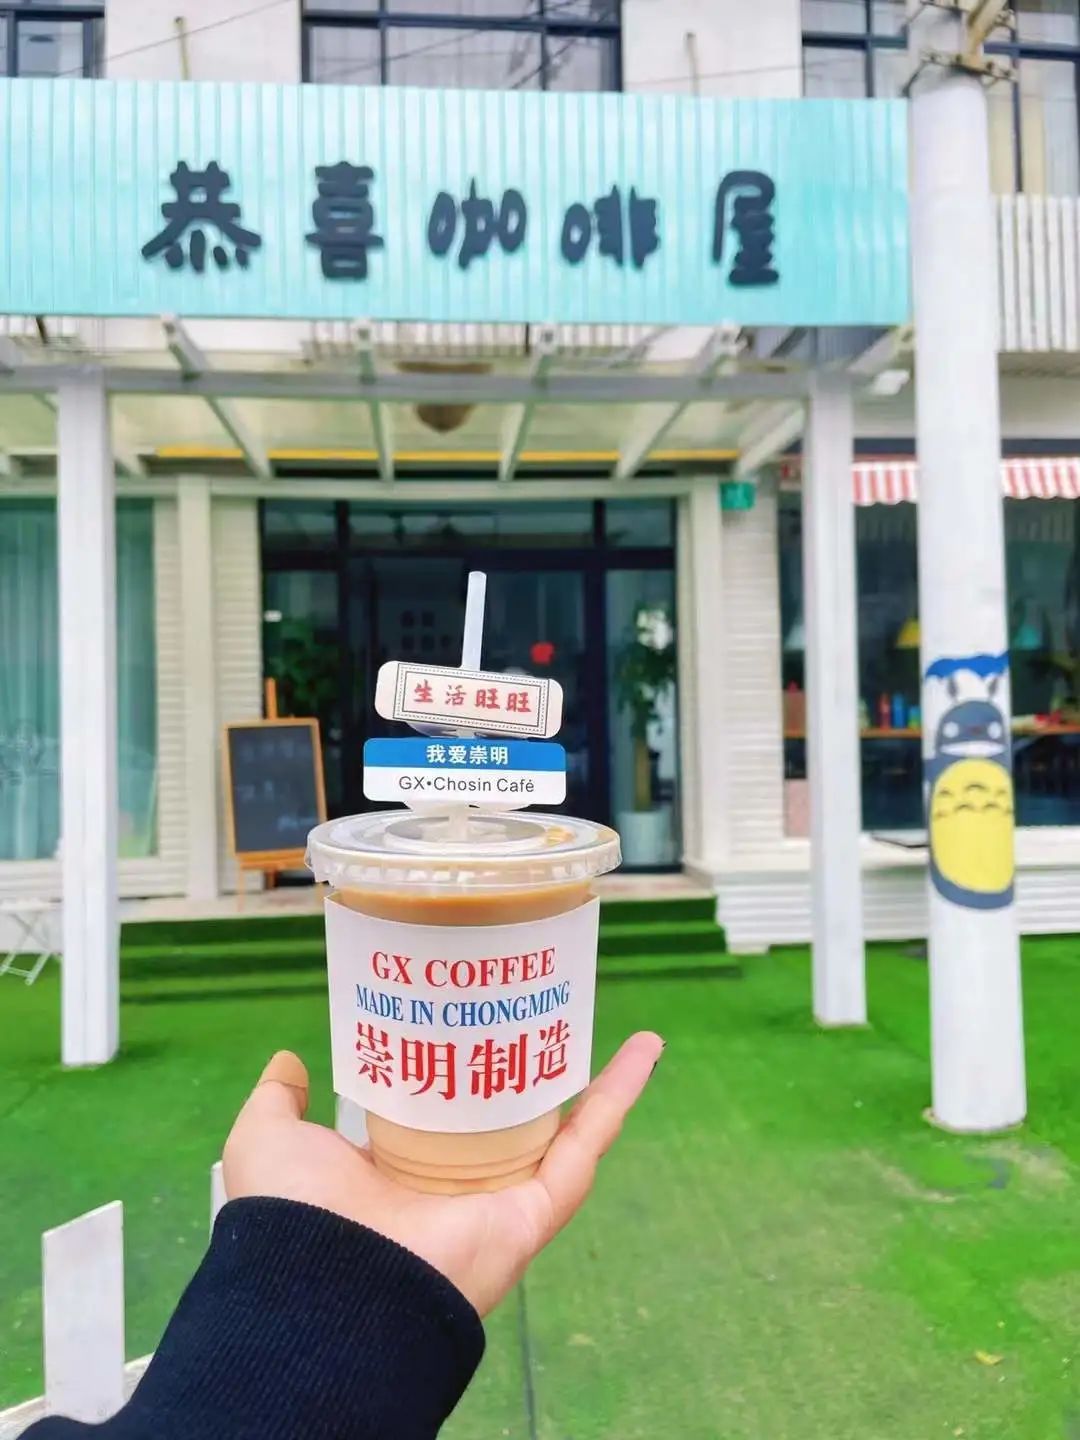 恭喜咖啡屋
生活旺旺
我爱崇明
GX•Chosin Café
GX COFFEE
MADE IN CHONGMING
崇明制造